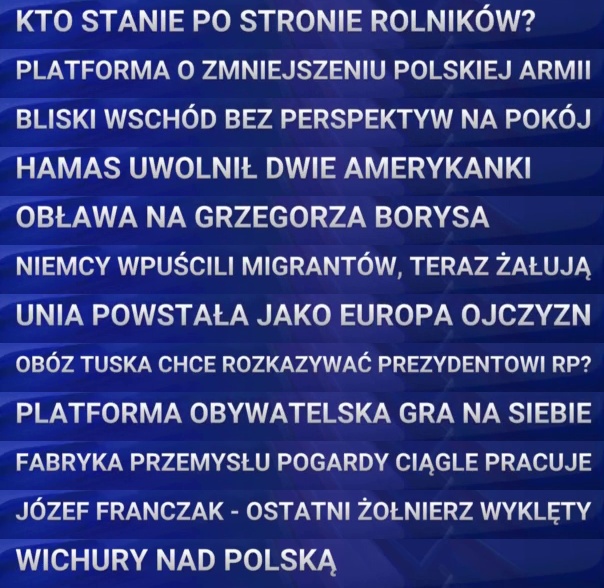 KTO STANIE PO STRONIE ROLNIKÓW?
PLATFORMA O ZMNIEJSZENIU POLSKIEJ ARMII
BLISKI WSCHÓD BEZ PERSPEKTYW NA POKÓJ
HAMAS UWOLNIŁ DWIE AMERYKANKI
OBŁAWA NA GRZEGORZA BORYSA
NIEMCY WPUŚCILI MIGRANTÓW, TERAZ ŻAŁUJĄ
UNIA POWSTAŁA JAKO EUROPA OJCZYZN
OBÓZ TUSKA CHCE ROZKAZYWAĆ PREZYDENTOWI RP?
PLATFORMA OBYWATELSKA GRA NA SIEBIE
FABRYKA PRZEMYSŁU POGARDY CIĄGLE PRACUJE
JÓZEF FRANCZAK - OSTATNI ŻOŁNIERZ WYKLĘTY
WICHURY NAD POLSKĄ